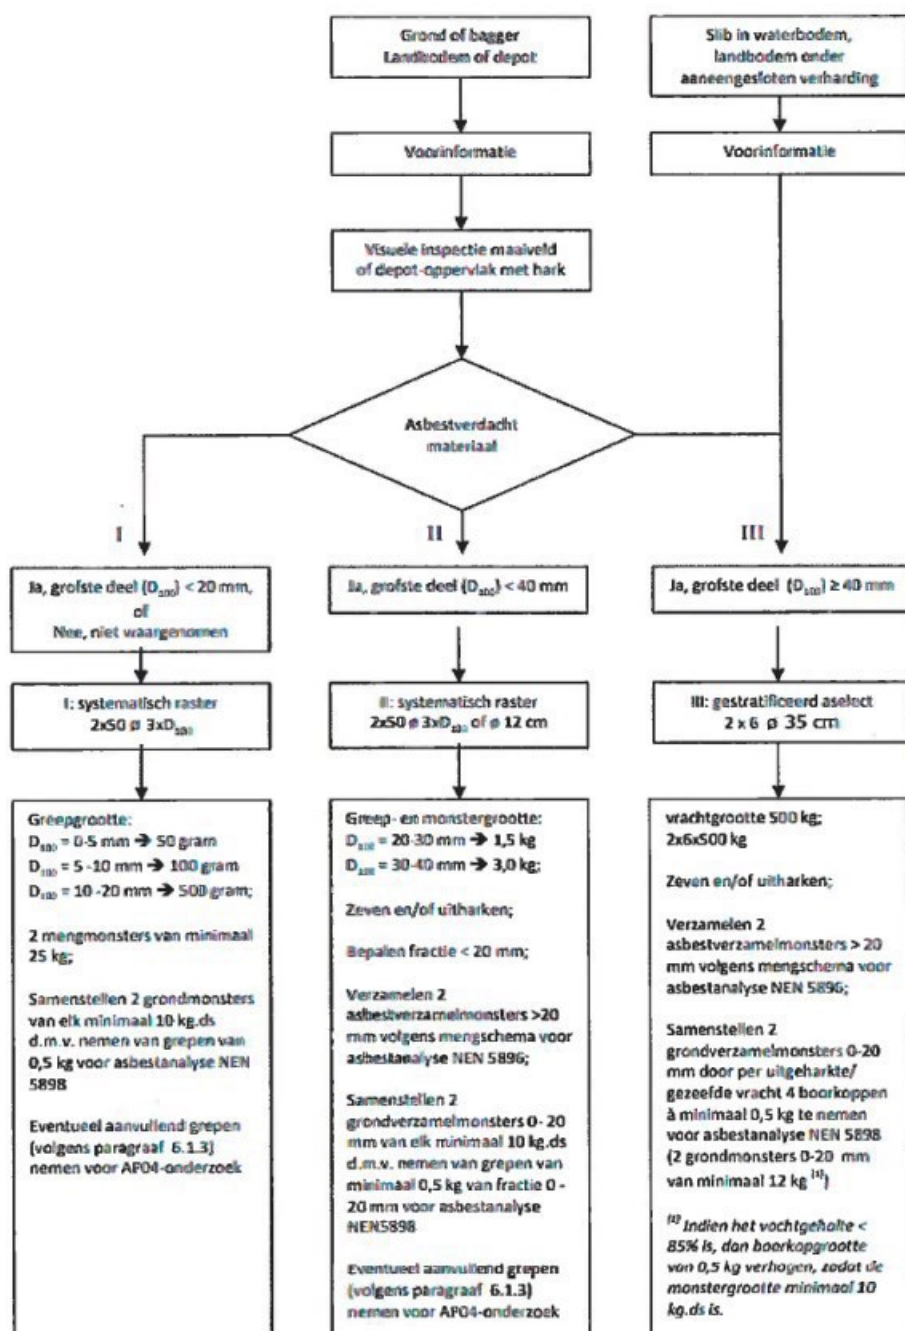 Grond of bagger
Landbodem of depot
Slib in waterbodem,
landbodem onder
aaneengesloten verharding
Voorinformatie
Voorinformatie
Visuele inspectie maaiveld
of depot-oppervlak met hark
Asbestverdacht
materiaal
I
II
III
Ja, grofste deel (D₁₀₀) < 20 mm,
of
Nee, niet waargenomen
Ja, grofste deel (D₁₀₀) < 40 mm
Ja, grofste deel (D₁₀₀) ≥ 40 mm
I: systematisch raster
2x50 ø 3xD₁₀₀
II: systematisch raster
2x50 ø 3xD₁₀₀ of ø 12 cm
III: gestratificeerd aselect
2 x 6 ø 35 cm
Greepgrootte:
D₁₀₀ = 0-5 mm ➔ 50 gram
D₁₀₀ = 5 -10 mm ➔ 100 gram
D₁₀₀ = 10 -20 mm ➔ 500 gram;
2 mengmonsters van minimaal
25 kg;
Samenstellen 2 grondmonsters
van elk minimaal 10 kg.ds
d.m.v. nemen van grepen van
0,5 kg voor asbestanalyse NEN
5898
Eventueel aanvullend grepen
(volgens paragraaf 6.1.3)
nemen voor AP04-onderzoek
Greep- en monstergrootte:
D₁₀₀ = 20-30 mm ➔ 1,5 kg
D₁₀₀ = 30-40 mm ➔ 3,0 kg;
Zeven en/of uitharken;
Bepalen fractie < 20 mm;
Verzamelen 2
asbestverzamelmonsters >20
mm volgens mengschema voor
asbestanalyse NEN 5896;
Samenstellen 2
grondverzamelmonsters 0- 20
mm van elk minimaal 10 kg.ds
d.m.v. nemen van grepen van
minimaal 0,5 kg van fractie 0 -
20 mm voor asbestanalyse
NEN5898
Eventueel aanvullend grepen
(volgens paragraaf 6.1.3)
nemen voor AP04-onderzoek
vrachtgrootte 500 kg;
2x6x500 kg
Zeven en/of uitharken;
Verzamelen 2
asbestverzamelmonsters > 20
mm volgens mengschema voor
asbestanalyse NEN 5896;
Samenstellen 2
grondverzamelmonsters 0-20
mm door per uitgeharkte/
gezeefde vracht 4 boorkoppen
à minimaal 0,5 kg te nemen
voor asbestanalyse NEN 5898
(2 grondmonsters 0-20 mm
van minimaal 12 kg ⁽¹⁾)
⁽¹⁾ Indien het vochtgehalte <
85% is, dan boorkopgrootte
van 0,5 kg verhogen, zodat de
monstergrootte minimaal 10
kg.ds is.